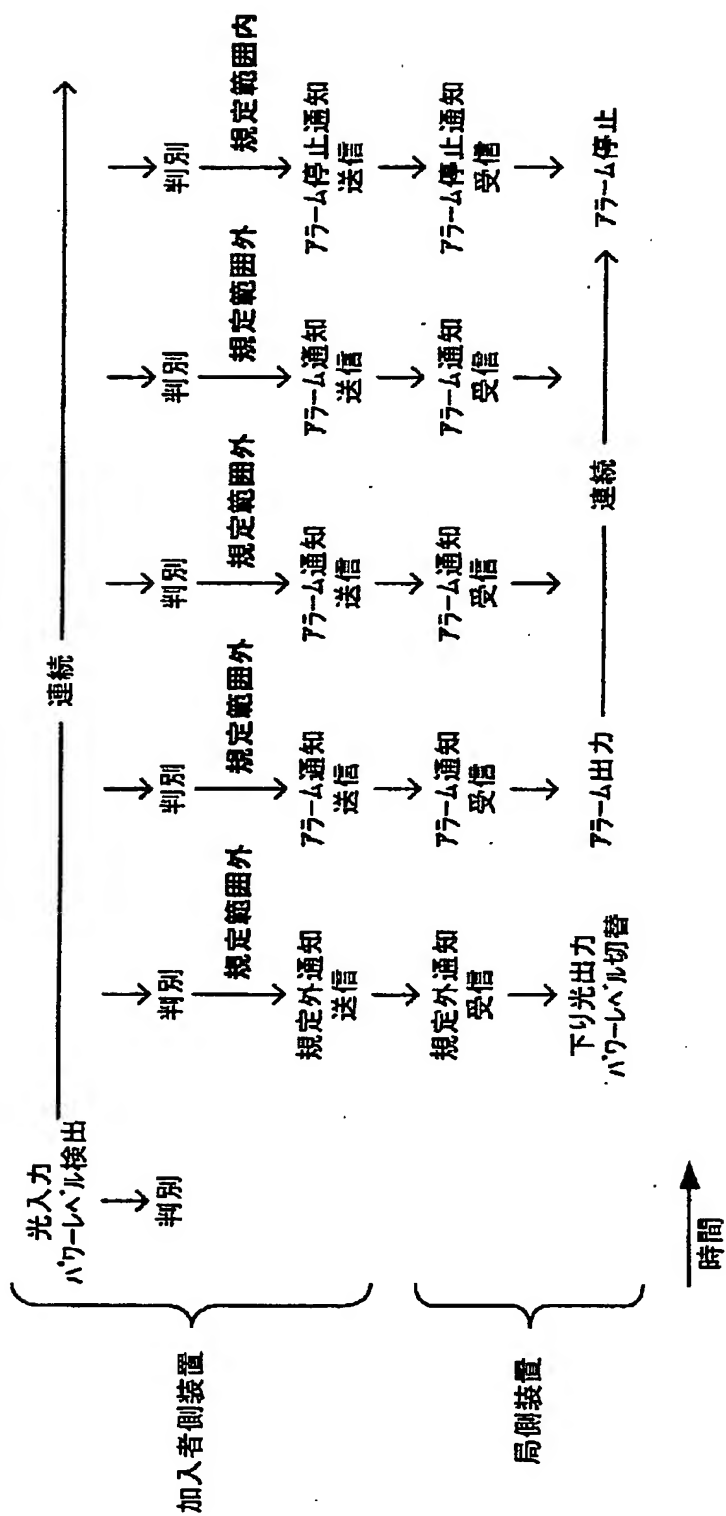 光入力
パワーレベル検出
連続
判別
判別
判別
判別
判別
判別
規定範囲外
規定範囲外
規定範囲外
規定範囲外
規定範囲内
加入者側装置
規定外通知
送信
アラーム通知
送信
アラーム通知
送信
アラーム通知
送信
アラーム停止通知
送信
局側装置
規定外通知
受信
アラーム通知
受信
アラーム通知
受信
アラーム通知
受信
アラーム停止通知
受信
下り光出力
パワーレベル切替
アラーム出力
連続
アラーム停止
時間